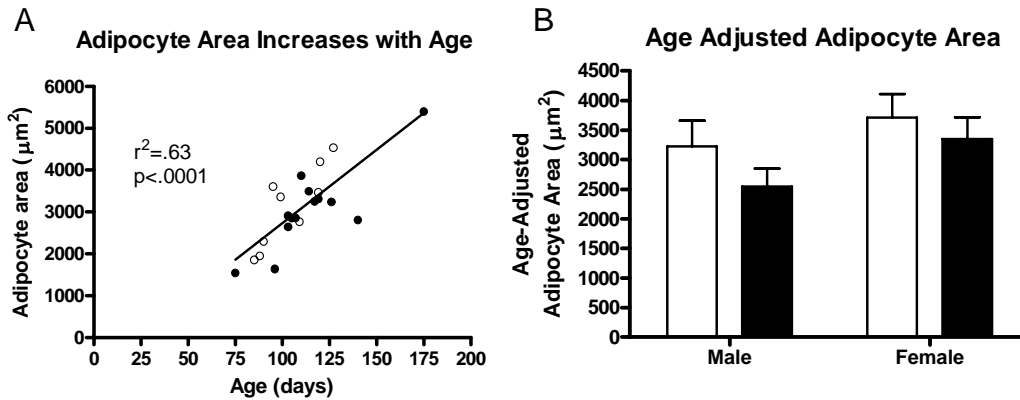 A
Adipocyte Area Increases with Age
Adipocyte area (μm²)
6000
5000
4000
3000
2000
1000
0
r²=.63
p<.0001
0 25 50 75 100 125 150 175 200
Age (days)
B
Age Adjusted Adipocyte Area
Age-Adjusted
Adipocyte Area (μm²)
4500
4000
3500
3000
2500
2000
1500
1000
500
0
Male Female